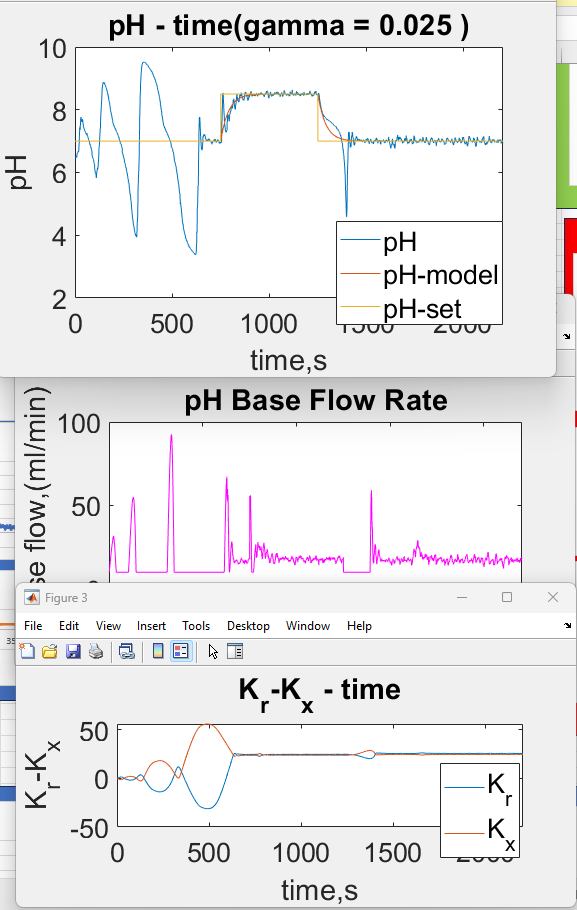 pH - time(gamma = 0.025 )
10
8
6
4
2
pH
0
500
1000
2000
time,s
pH
pH-model
pH-set
pH Base Flow Rate
100
50
se flow,(ml/min)
Figure 3
File Edit View Insert Tools Desktop Window Help
Kr-Kx - time
50
0
-50
Kr-Kx
0
500
1000
1500
time,s
Kr
Kx
35